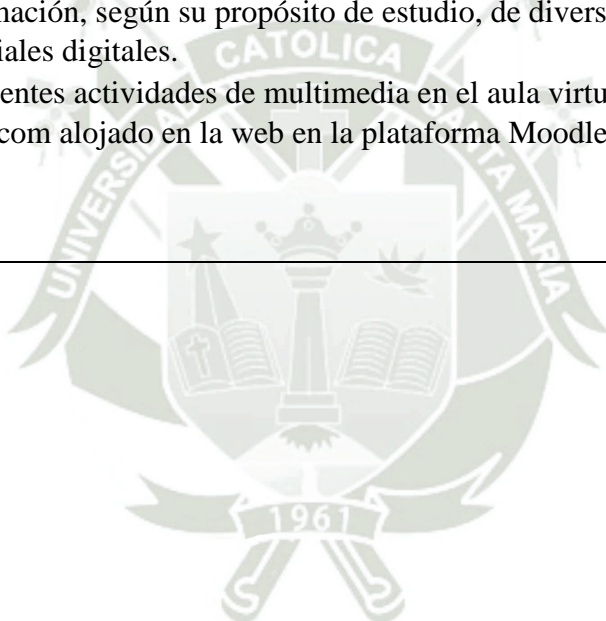 mación, según su propósito de estudio, de divers
iales digitales.
entes actividades de multimedia en el aula virtu
com alojado en la web en la plataforma Moodle
UNIVERSIDAD CATOLICA SANTA MARIA
1961